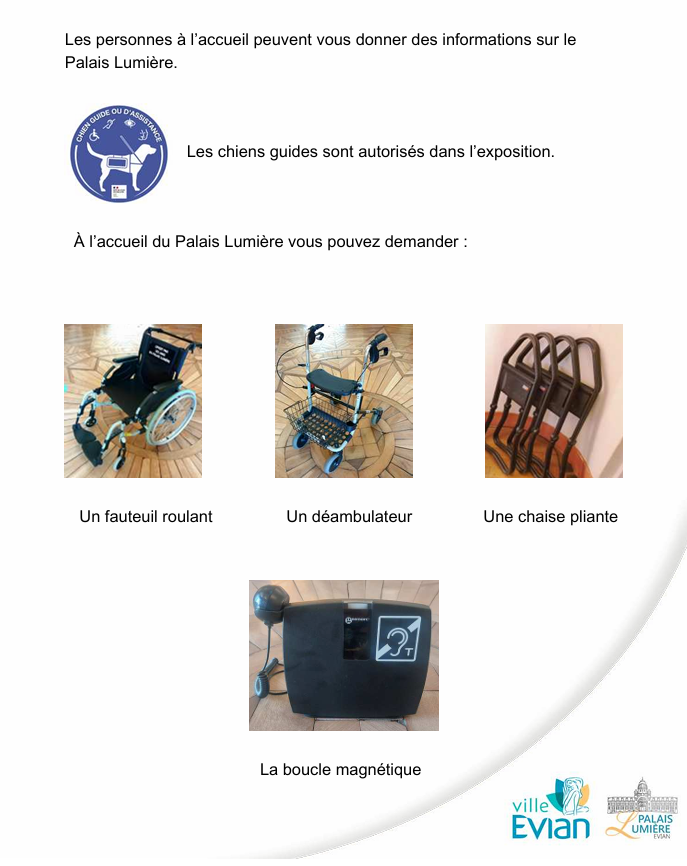 Les personnes à l’accueil peuvent vous donner des informations sur le
Palais Lumière.
CHIEN GUIDE OU D'ASSISTANCE
Les chiens guides sont autorisés dans l’exposition.
À l’accueil du Palais Lumière vous pouvez demander :
Un fauteuil roulant
Un déambulateur
Une chaise pliante
T
La boucle magnétique
ville
Evian
PALAIS
LUMIÈRE
EVIAN